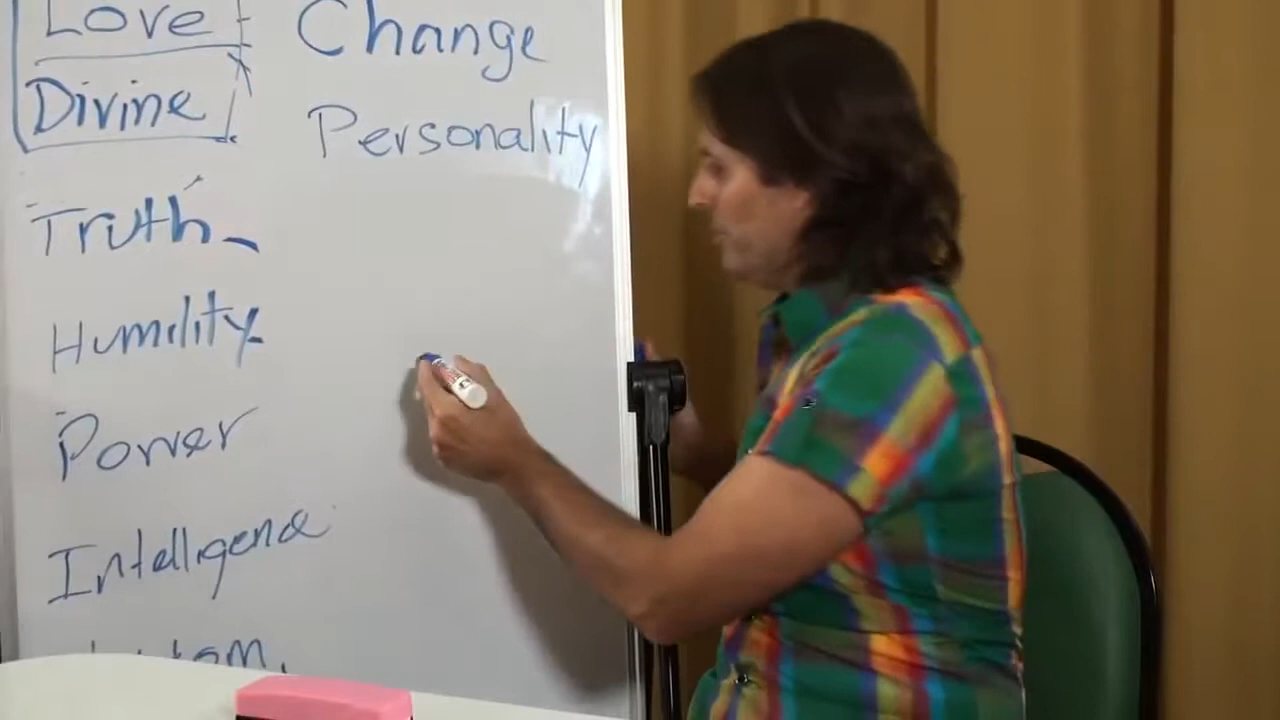 Love
Divine
Truth
Humility
Power
Intelligence
Change
Personality